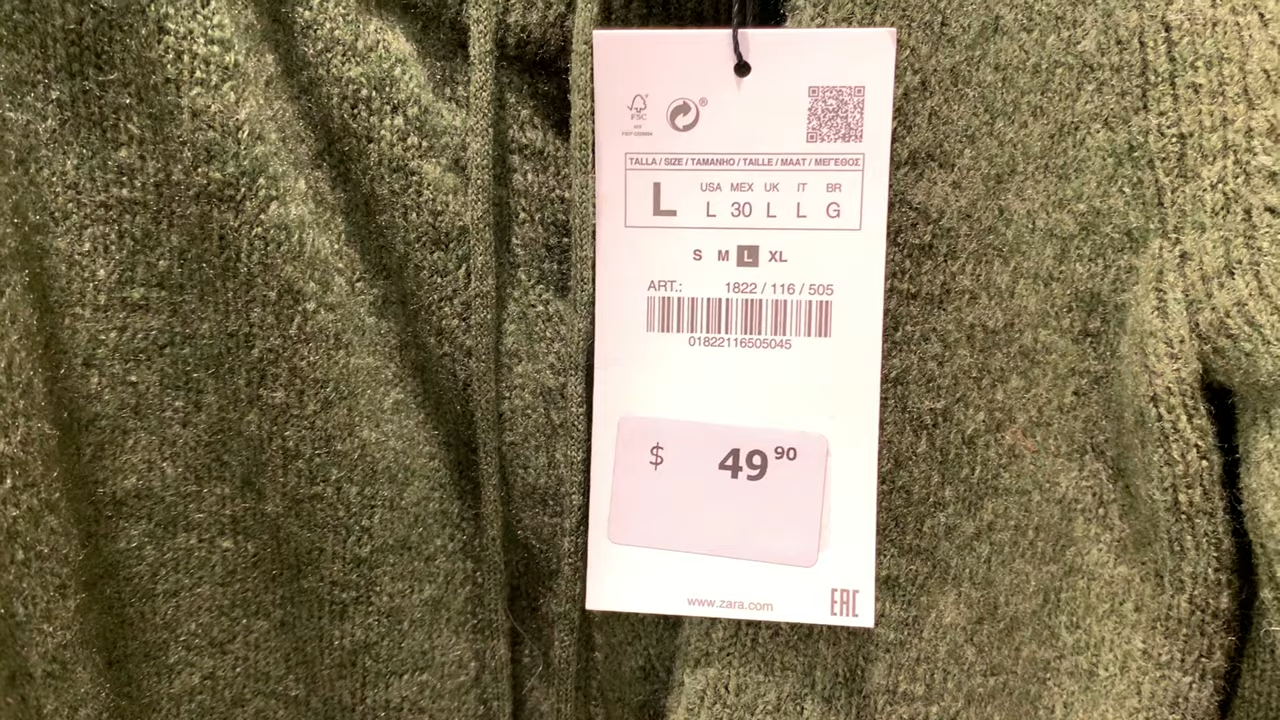 FSC
®
TALLA / SIZE / TAMANHO / TAILLE / MAAT / ΜΕΓΕΘΟΣ
L
USA MEX UK IT BR
L 30 L L G
S M L XL
ART.: 1822 / 116 / 505
01822116505045
$ 49 90
www.zara.com
EAC